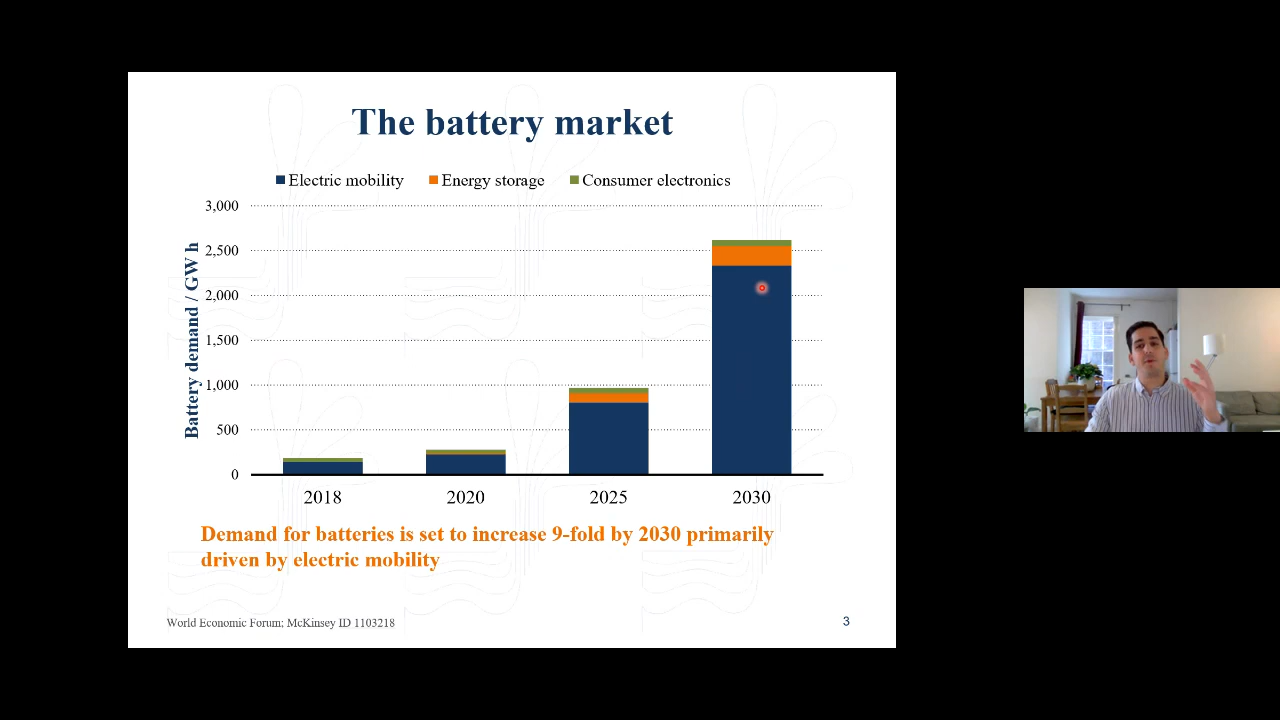 The battery market
Electric mobility Energy storage Consumer electronics
3,000
2,500
2,000
1,500
1,000
500
0
Battery demand / GW h
2018 2020 2025 2030
Demand for batteries is set to increase 9-fold by 2030 primarily
driven by electric mobility
World Economic Forum; McKinsey ID 1103218
3